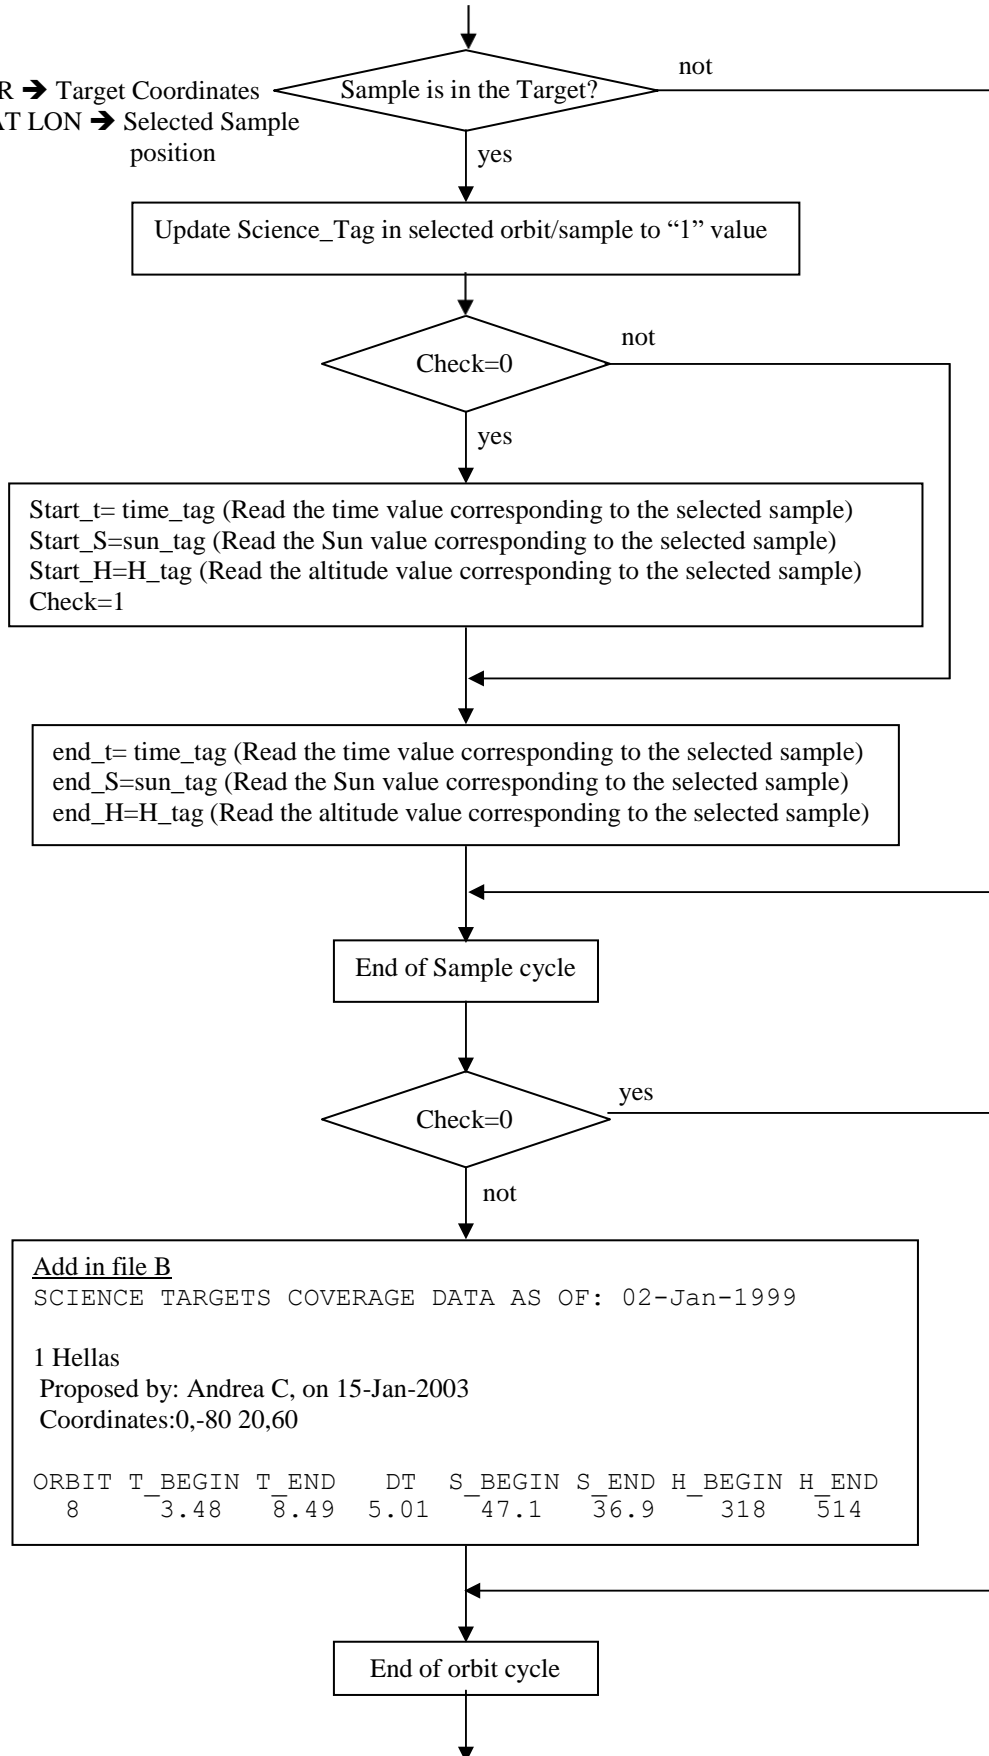 Sample is in the Target?
not
R ➔ Target Coordinates
AT LON ➔ Selected Sample
position
yes
Update Science_Tag in selected orbit/sample to “1” value
Check=0
not
yes
Start_t= time_tag (Read the time value corresponding to the selected sample)
Start_S=sun_tag (Read the Sun value corresponding to the selected sample)
Start_H=H_tag (Read the altitude value corresponding to the selected sample)
Check=1
end_t= time_tag (Read the time value corresponding to the selected sample)
end_S=sun_tag (Read the Sun value corresponding to the selected sample)
end_H=H_tag (Read the altitude value corresponding to the selected sample)
End of Sample cycle
Check=0
yes
not
Add in file B
SCIENCE TARGETS COVERAGE DATA AS OF: 02-Jan-1999
1 Hellas
Proposed by: Andrea C, on 15-Jan-2003
Coordinates:0,-80 20,60
ORBIT T_BEGIN T_END DT S_BEGIN S_END H_BEGIN H_END
8 3.48 8.49 5.01 47.1 36.9 318 514
End of orbit cycle